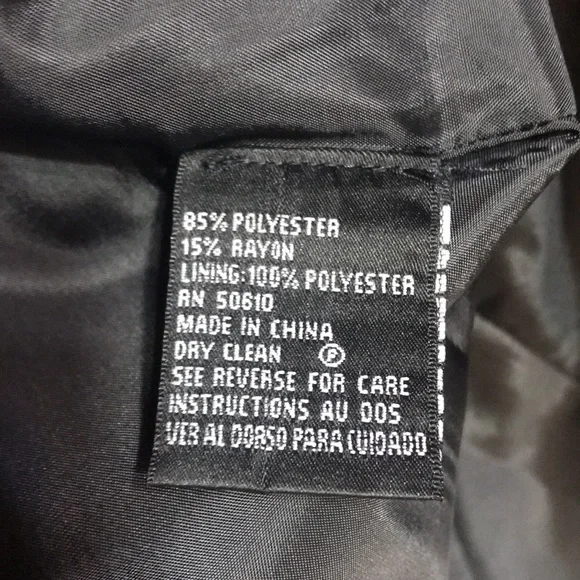 85% POLYESTER
15% RAYON
LINING:100% POLYESTER
RN 50610
MADE IN CHINA
DRY CLEAN Ⓟ
SEE REVERSE FOR CARE
INSTRUCTIONS AU DOS
VER AL DORSO PARA CUIDADO